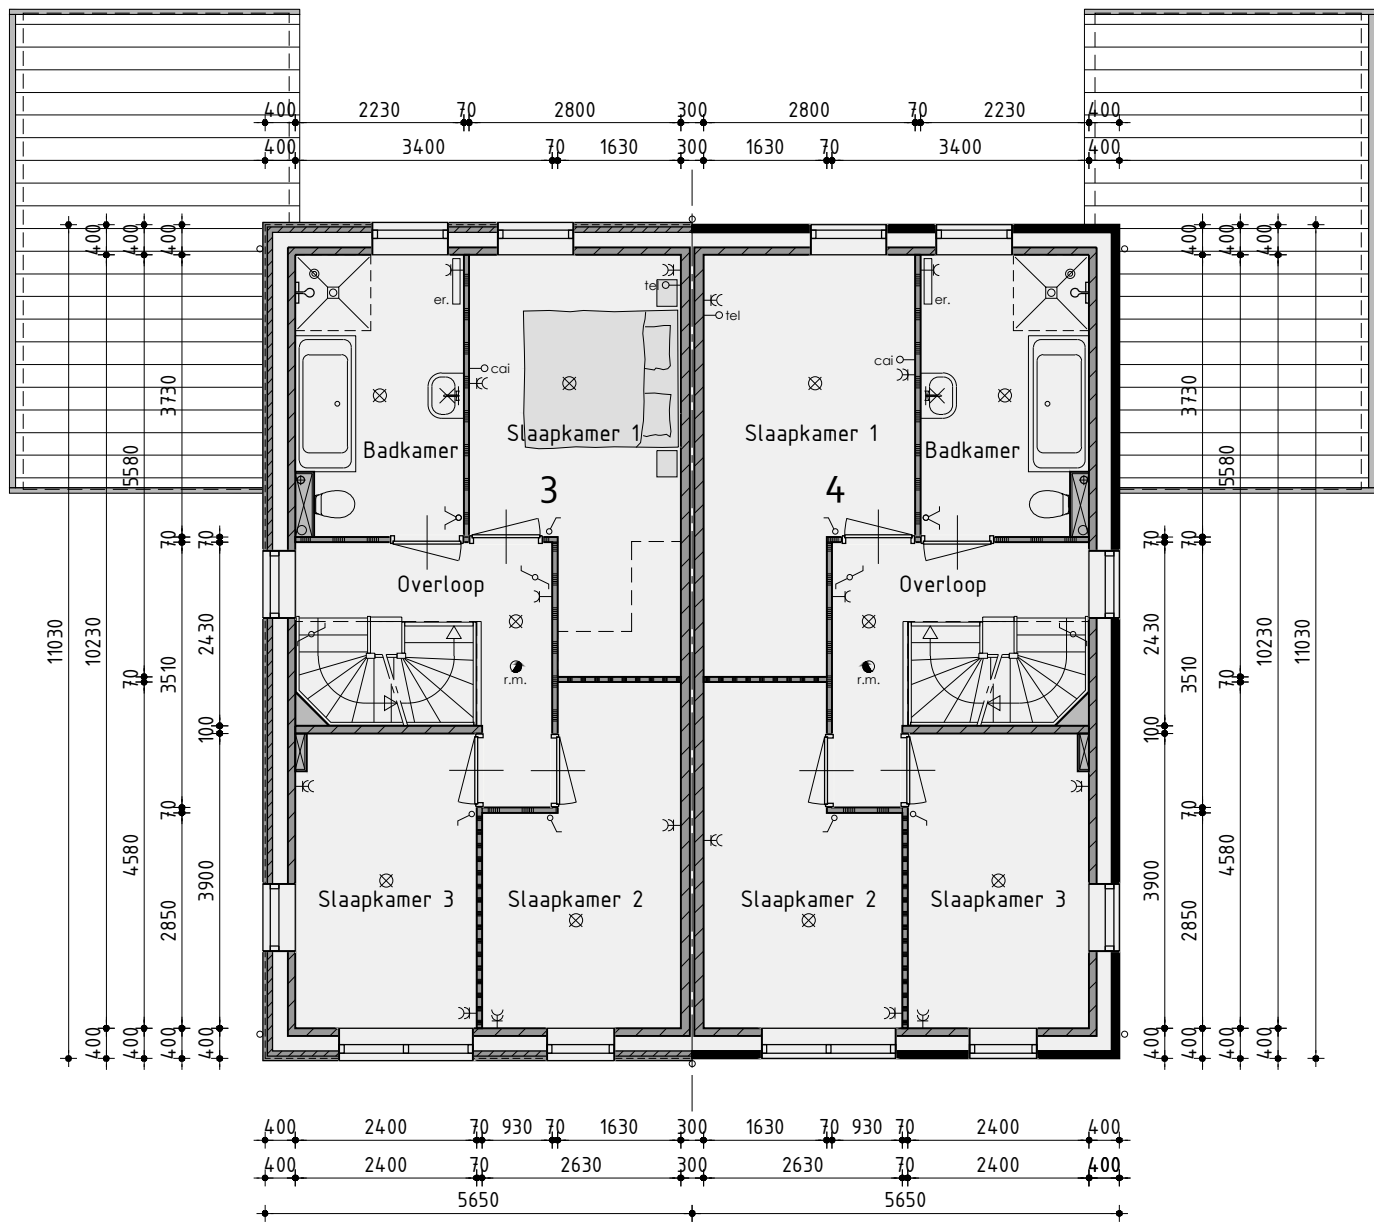 400 2230 70 2800 300 2800 70 2230 400
400 3400 70 1630 300 1630 70 3400 400
400 400 400
400 400 400
tel
er.
er.
tel
cai
cai
3730
3730
Slaapkamer 1
Slaapkamer 1
Badkamer
Badkamer
5580
5580
3
4
70 70
70 70
Overloop
Overloop
11030 10230 3510 2430
2430 3510 10230 11030
70
70
r.m.
r.m.
100
100
70
70
4580 2850 3900
3900 2850 4580
Slaapkamer 3
Slaapkamer 2
Slaapkamer 2
Slaapkamer 3
400 400 400 400
400 400 400 400
400 2400 70 930 70 1630 300 1630 70 930 70 2400 400
400 2400 70 2630 300 2630 70 2400 400
5650 5650